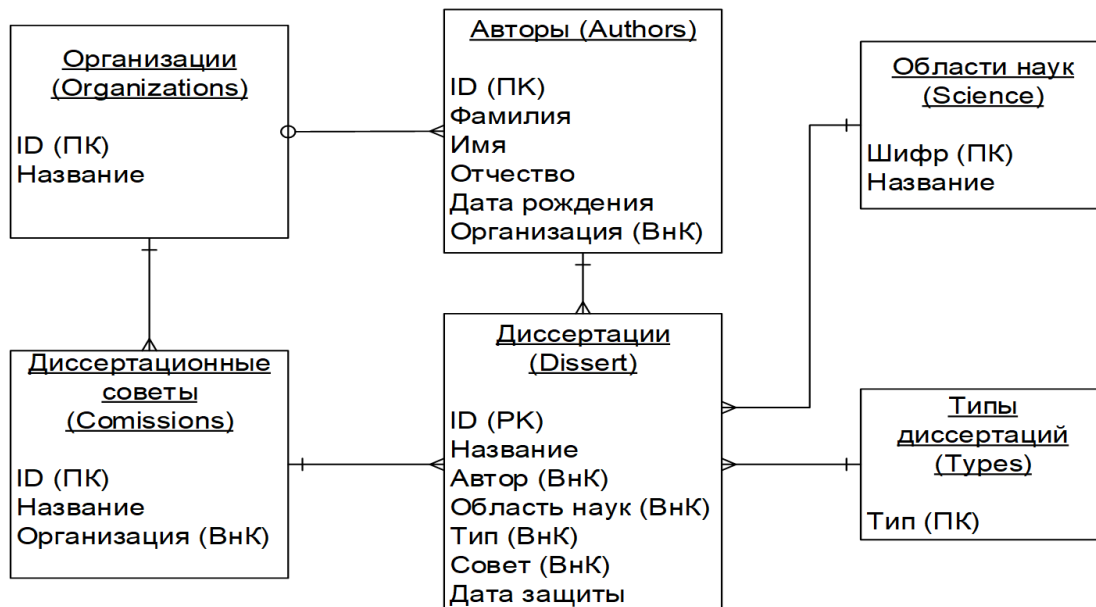 Организации
(Organizations)
ID (ПК)
Название
Авторы (Authors)
ID (ПК)
Фамилия
Имя
Отчество
Дата рождения
Организация (ВнК)
Области наук
(Science)
Шифр (ПК)
Название
Диссертационные
советы
(Comissions)
ID (ПК)
Название
Организация (ВнК)
Диссертации
(Dissert)
ID (PK)
Название
Автор (ВнК)
Область наук (ВнК)
Тип (ВнК)
Совет (ВнК)
Дата защиты
Типы
диссертаций
(Types)
Тип (ПК)